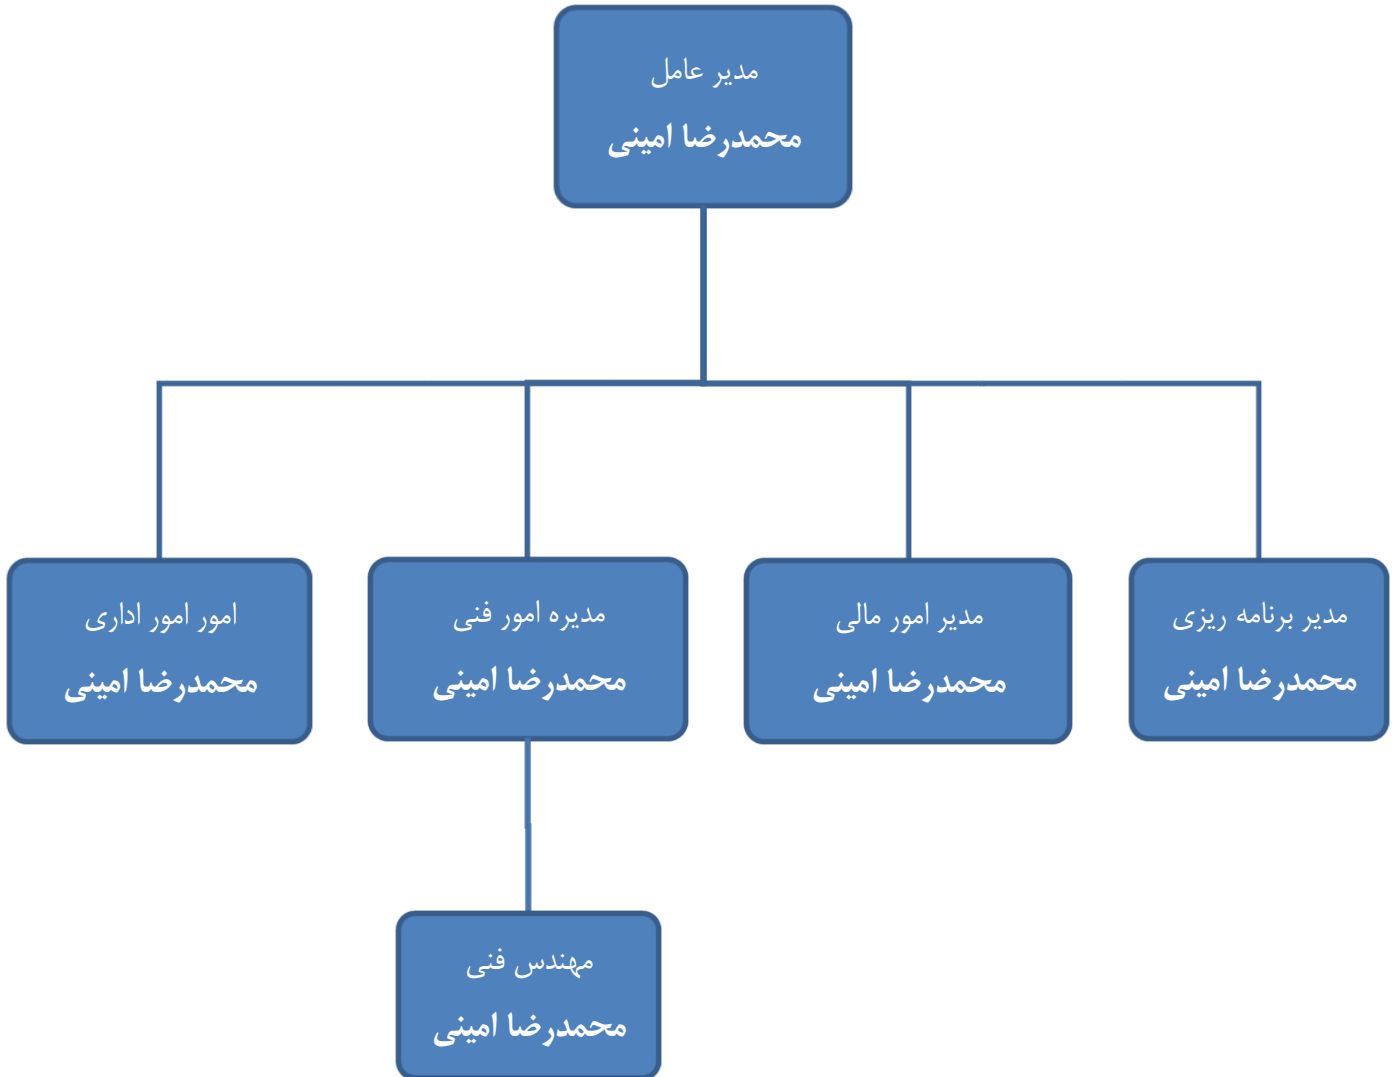 مدیر عامل
محمدرضا امینی
مدیر برنامه ریزی
محمدرضا امینی
مدیر امور مالی
محمدرضا امینی
مدیره امور فنی
محمدرضا امینی
امور امور اداری
محمدرضا امینی
مهندس فنی
محمدرضا امینی